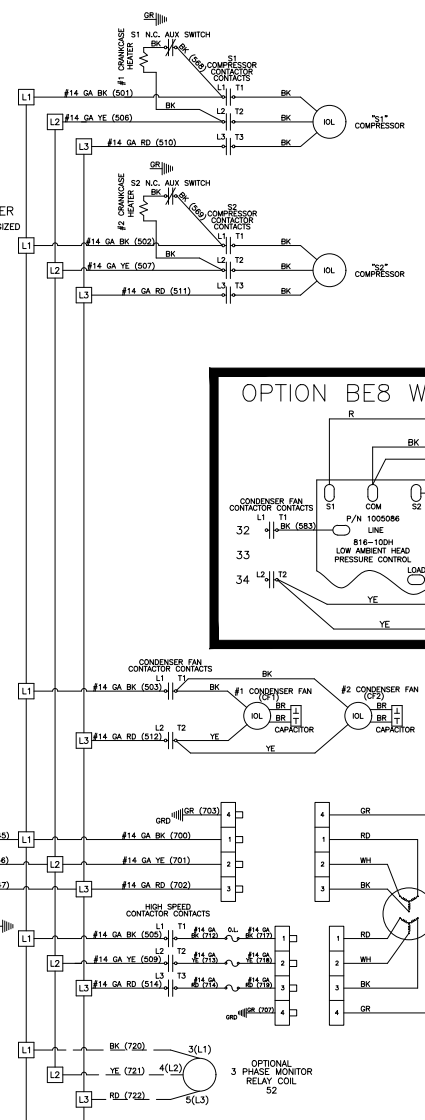 GR
S1 N.C. AUX SWITCH
BK
BK (568)
#1 CRANKCASE
HEATER
S1
COMPRESSOR
CONTACTOR
CONTACTS
L1 T1
L1
#14 GA BK (501)
BK
BK
L2 T2
L2
#14 GA YE (506)
BK
IOL
"S1"
COMPRESSOR
L3 T3
L3
#14 GA RD (510)
BK
GR
S2 N.C. AUX SWITCH
BK
BK (569)
#2 CRANKCASE
HEATER
S2
COMPRESSOR
CONTACTOR
CONTACTS
ER
SIZED
L1 T1
L1
#14 GA BK (502)
BK
BK
L2 T2
L2
#14 GA YE (507)
BK
IOL
"S2"
COMPRESSOR
L3 T3
L3
#14 GA RD (511)
BK
OPTION BE8 W
R
BK
S1
COM
S2
CONDENSER FAN
CONTACTOR CONTACTS
L1 T1
32
BK (583)
LINE
P/N 1005086
816-10DH
LOW AMBIENT HEAD
PRESSURE CONTROL
33
34
L2 T2
LOAD
YE
YE
CONDENSER FAN
CONTACTOR CONTACTS
L1 T1
BK
L1
#14 GA BK (503)
BK
#1 CONDENSER FAN
(CF1)
#2 CONDENSER FAN
(CF2)
IOL
BR
BR
CAPACITOR
IOL
BR
BR
CAPACITOR
L2 T2
L3
#14 GA RD (512)
YE
YE
GRD
GR (703)
4
4
GR
5)
L1
#14 GA BK (700)
1
1
RD
6)
L2
#14 GA YE (701)
2
2
WH
7)
L3
#14 GA RD (702)
3
3
BK
HIGH SPEED
CONTACTOR CONTACTS
L1 T1
L1
#14 GA BK (505)
#14 GA
BK (712)
O.L.
#14 GA
BK (717)
1
1
RD
L2 T2
L2
#14 GA YE (509)
#14 GA
YE (713)
#14 GA
YE (718)
2
2
WH
L3 T3
L3
#14 GA RD (514)
#14 GA
RD (714)
#14 GA
RD (719)
3
3
BK
GRD
GR (707)
4
4
GR
L1
BK (720)
3(L1)
L2
YE (721)
4(L2)
OPTIONAL
3 PHASE MONITOR
RELAY COIL
52
L3
RD (722)
5(L3)